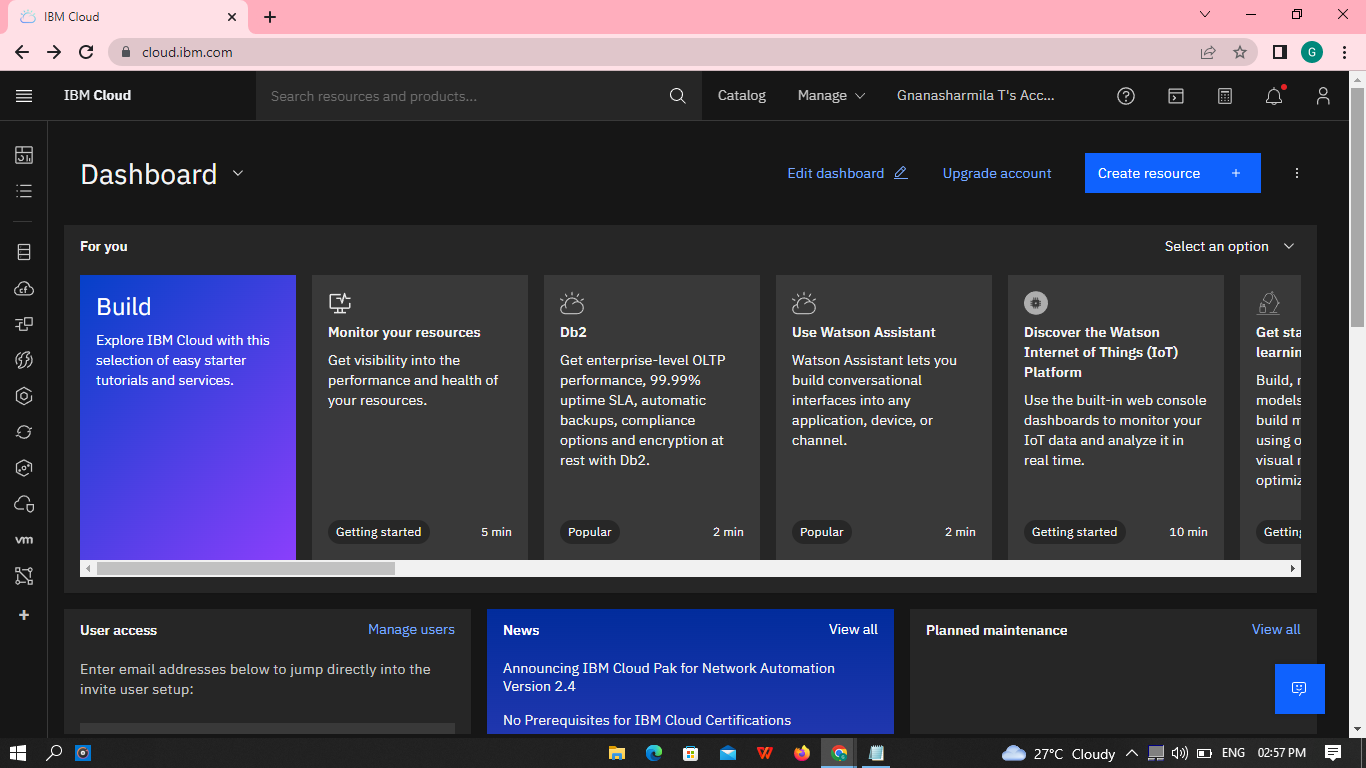 IBM Cloud
cloud.ibm.com
G
IBM Cloud
Search resources and products...
Catalog
Manage
Gnanasharmila T's Acc...
Dashboard
Edit dashboard
Upgrade account
Create resource +
For you
Select an option
Build
Explore IBM Cloud with this
selection of easy starter
tutorials and services.
Monitor your resources
Get visibility into the
performance and health of
your resources.
Getting started
5 min
Db2
Get enterprise-level OLTP
performance, 99.99%
uptime SLA, automatic
backups, compliance
options and encryption at
rest with Db2.
Popular
2 min
Use Watson Assistant
Watson Assistant lets you
build conversational
interfaces into any
application, device, or
channel.
Popular
2 min
Discover the Watson
Internet of Things (IoT)
Platform
Use the built-in web console
dashboards to monitor your
IoT data and analyze it in
real time.
Getting started
10 min
Get sta
learnin
Build, r
models
build m
using o
visual r
optimiz
Getting
cf
vm
User access
Manage users
Enter email addresses below to jump directly into the
invite user setup:
News
View all
Announcing IBM Cloud Pak for Network Automation
Version 2.4
No Prerequisites for IBM Cloud Certifications
Planned maintenance
View all
27°C Cloudy
ENG
02:57 PM